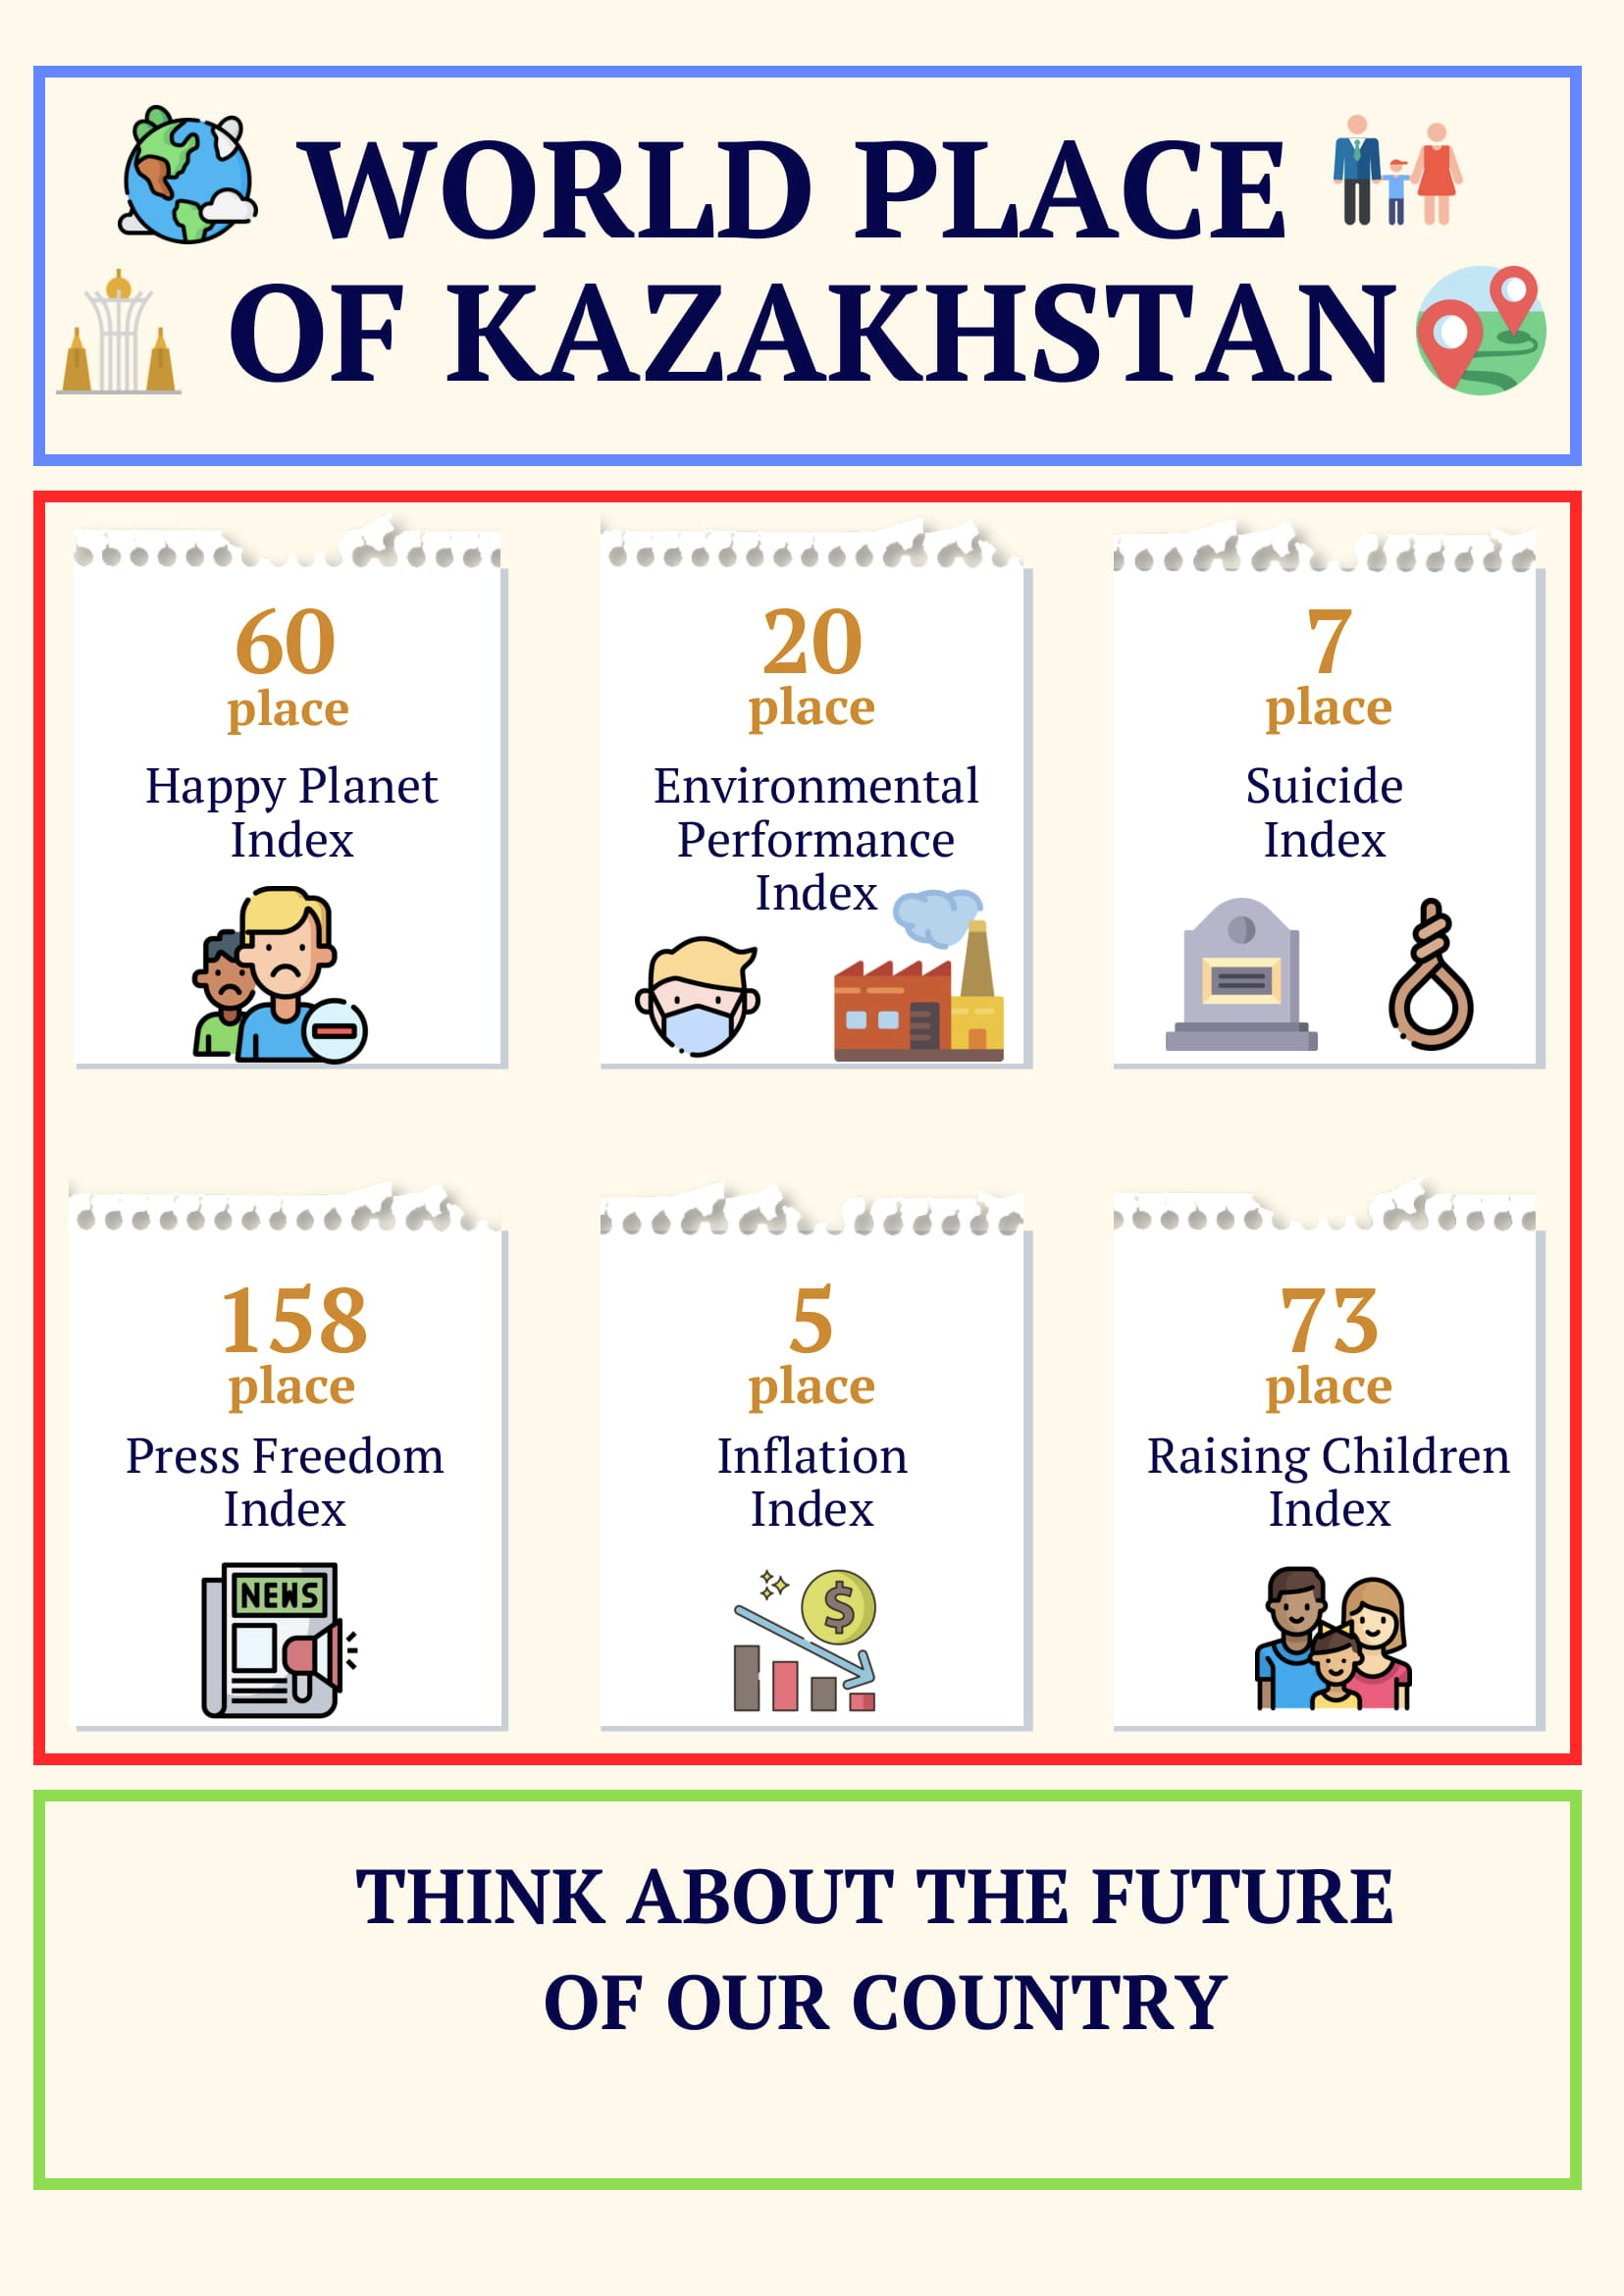 WORLD PLACE
OF KAZAKHSTAN
60
place
Happy Planet
Index
20
place
Environmental
Performance
Index
7
place
Suicide
Index
158
place
Press Freedom
Index
NEWS
5
place
Inflation
Index
$
73
place
Raising Children
Index
THINK ABOUT THE FUTURE
OF OUR COUNTRY